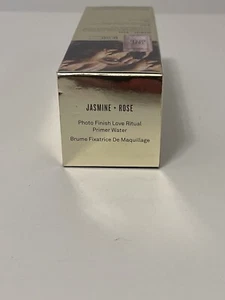 JASMINE + ROSE
Photo Finish Love Ritual
Primer Water
Brume Fixatrice De Maquillage